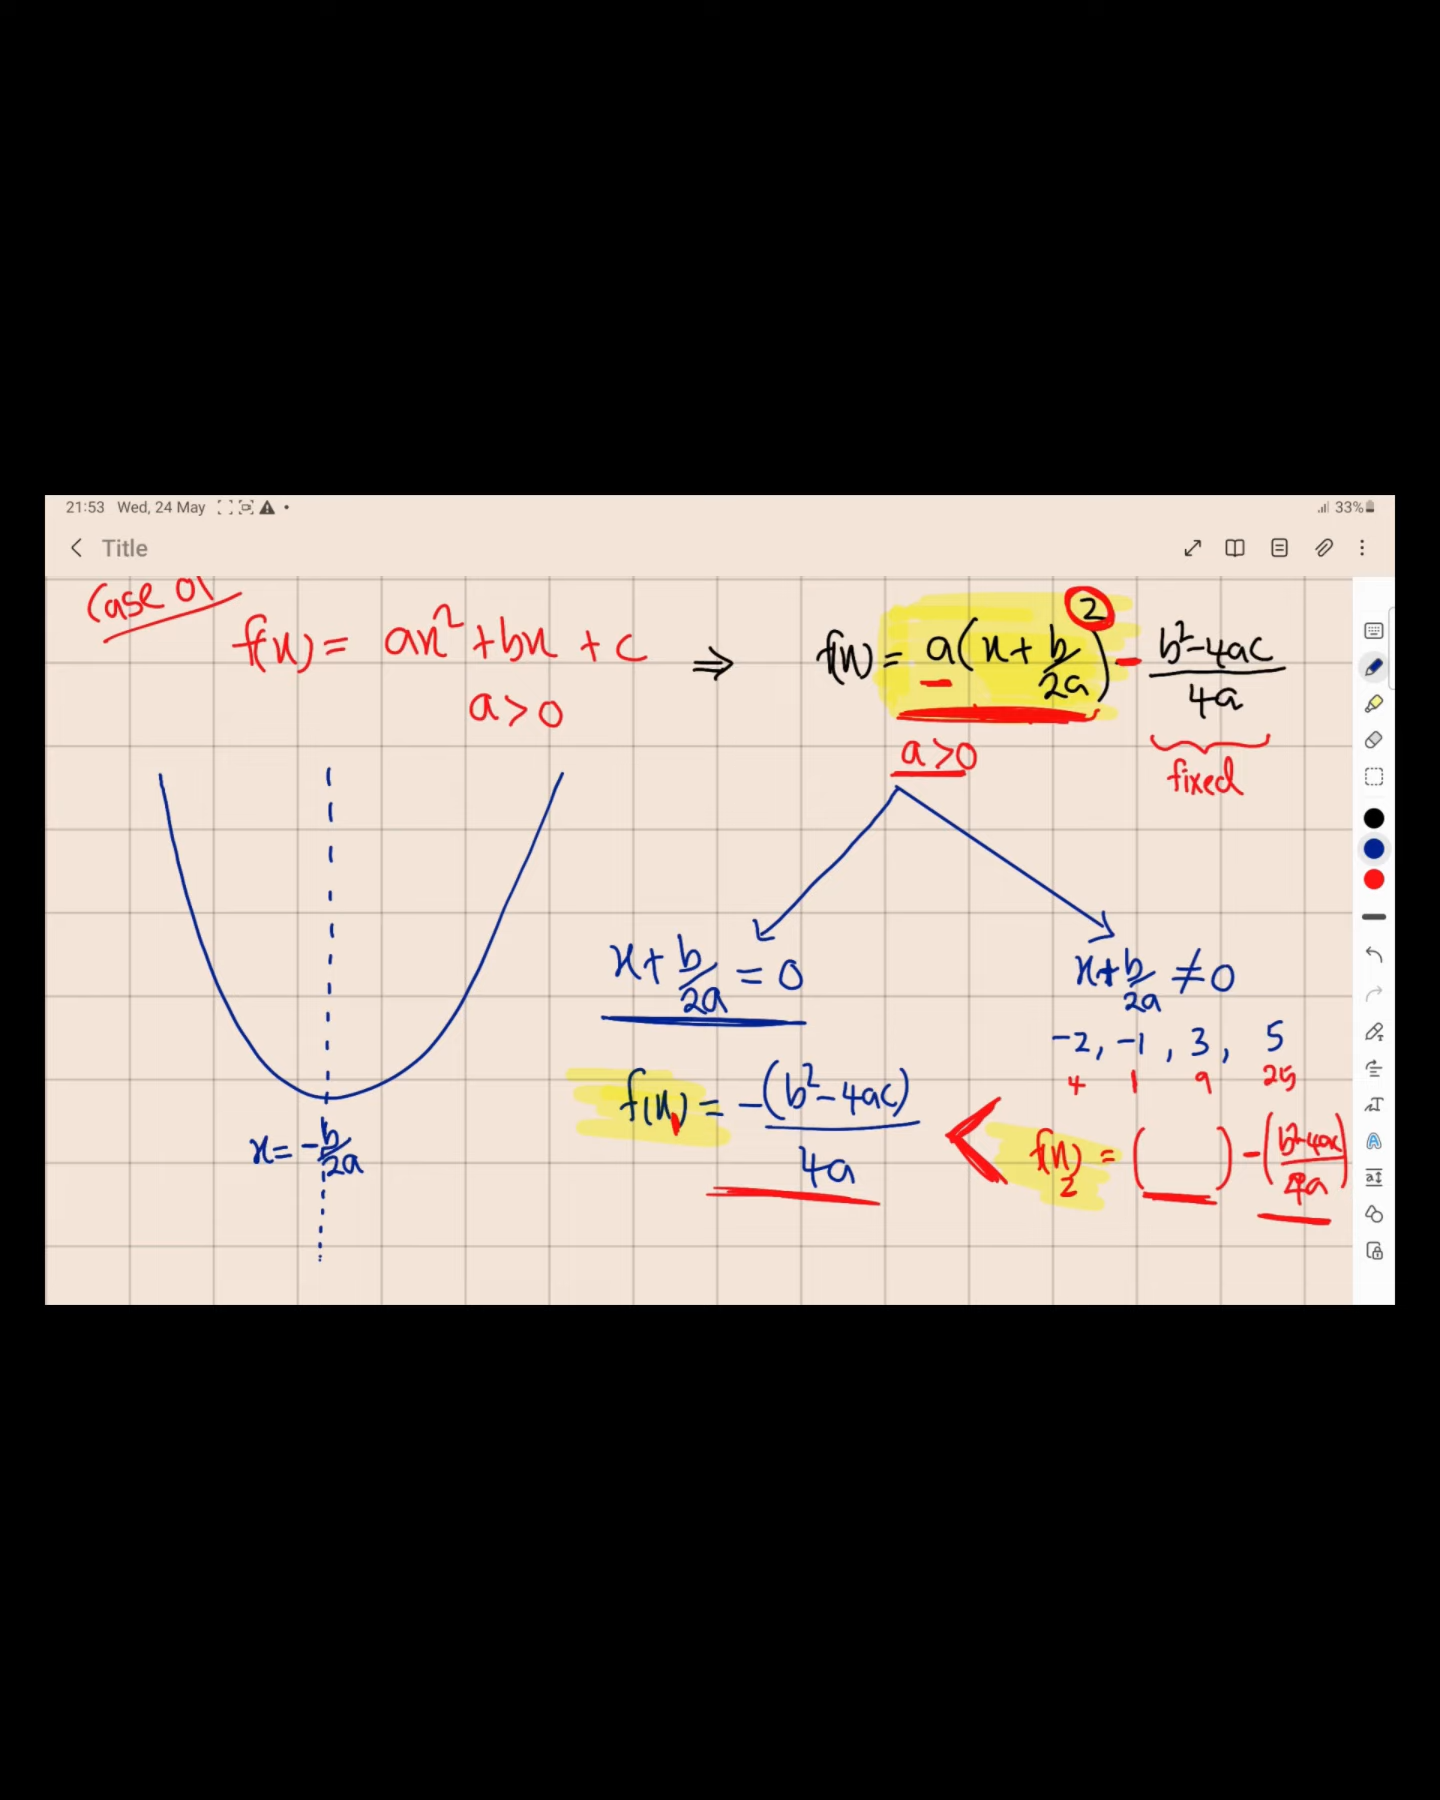 21:53 Wed, 24 May 33%
Title
Case 01
f(x) = ax² + bx + c ⇒ f(x) = a(x + b/2a)² - (b² - 4ac)/4a
a > 0
a > 0
fixed
x + b/2a = 0
x + b/2a ≠ 0
-2, -1, 3, 5
4 1 9 25
f(x₁) = -(b² - 4ac)/4a < f(x)₂ = ( ) - ((b² - 4ac)/4a)
x = -b/2a